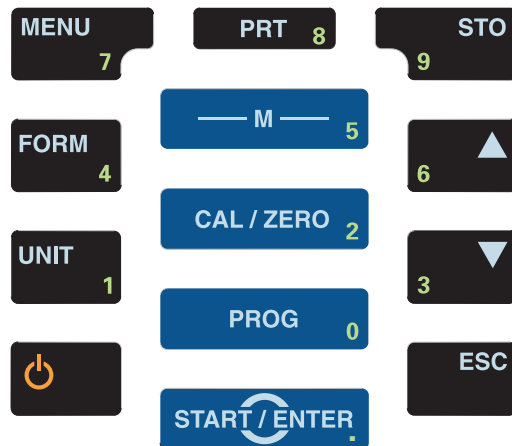 MENU 7
PRT 8
STO 9
FORM 4
M 5
▲ 6
UNIT 1
CAL / ZERO 2
▼ 3
PROG 0
ESC
START / ENTER .